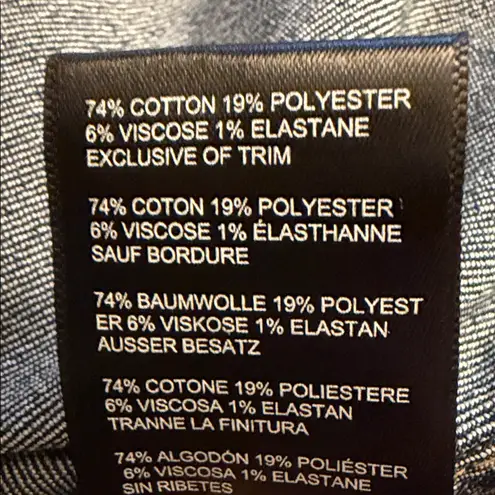 74% COTTON 19% POLYESTER
6% VISCOSE 1% ELASTANE
EXCLUSIVE OF TRIM
74% COTON 19% POLYESTER
6% VISCOSE 1% ÉLASTHANNE
SAUF BORDURE
74% BAUMWOLLE 19% POLYEST
ER 6% VISKOSE 1% ELASTAN
AUSSER BESATZ
74% COTONE 19% POLIESTERE
6% VISCOSA 1% ELASTAN
TRANNE LA FINITURA
74% ALGODÓN 19% POLIÉSTER
6% VISCOSA 1% ELASTANO
SIN RIBETES